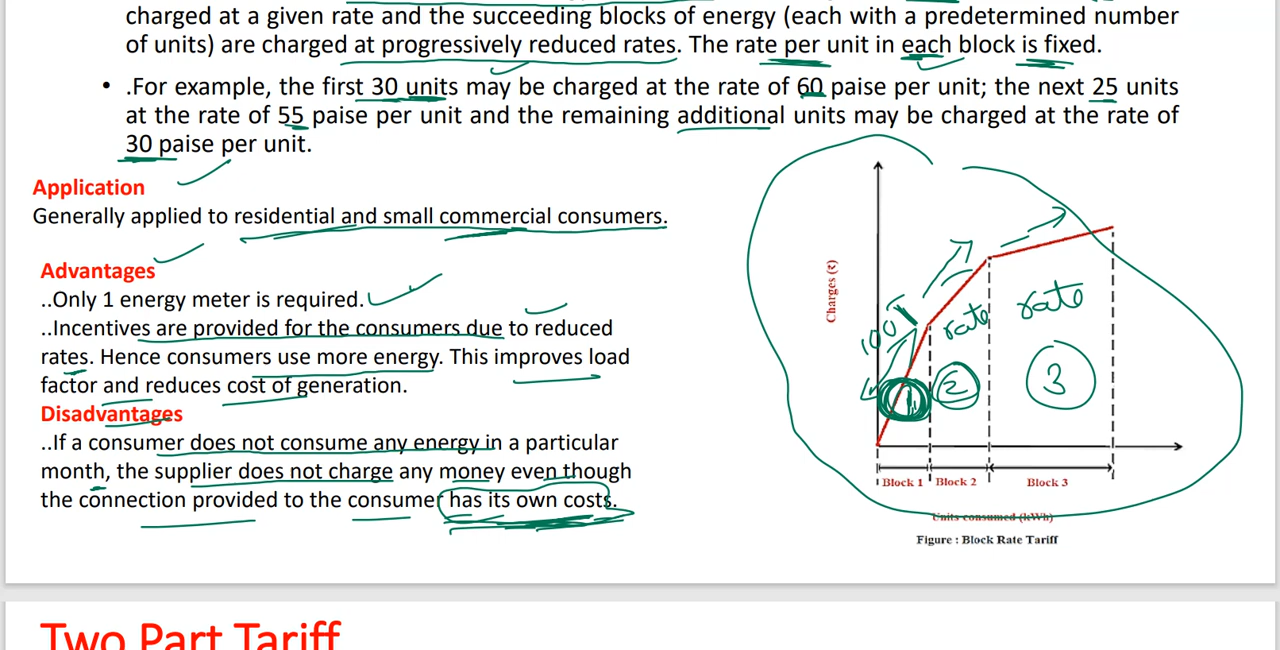 charged at a given rate and the succeeding blocks of energy (each with a predetermined number
of units) are charged at progressively reduced rates. The rate per unit in each block is fixed.
• .For example, the first 30 units may be charged at the rate of 60 paise per unit; the next 25 units
at the rate of 55 paise per unit and the remaining additional units may be charged at the rate of
30 paise per unit.
Application
Generally applied to residential and small commercial consumers.
Advantages
..Only 1 energy meter is required.
..Incentives are provided for the consumers due to reduced
rates. Hence consumers use more energy. This improves load
factor and reduces cost of generation.
Disadvantages
..If a consumer does not consume any energy in a particular
month, the supplier does not charge any money even though
the connection provided to the consumer has its own costs.
Charges (₹)
100
rate
rate
1
2
3
Block 1
Block 2
Block 3
Units consumed (kWh)
Figure : Block Rate Tariff
Two Part Tariff